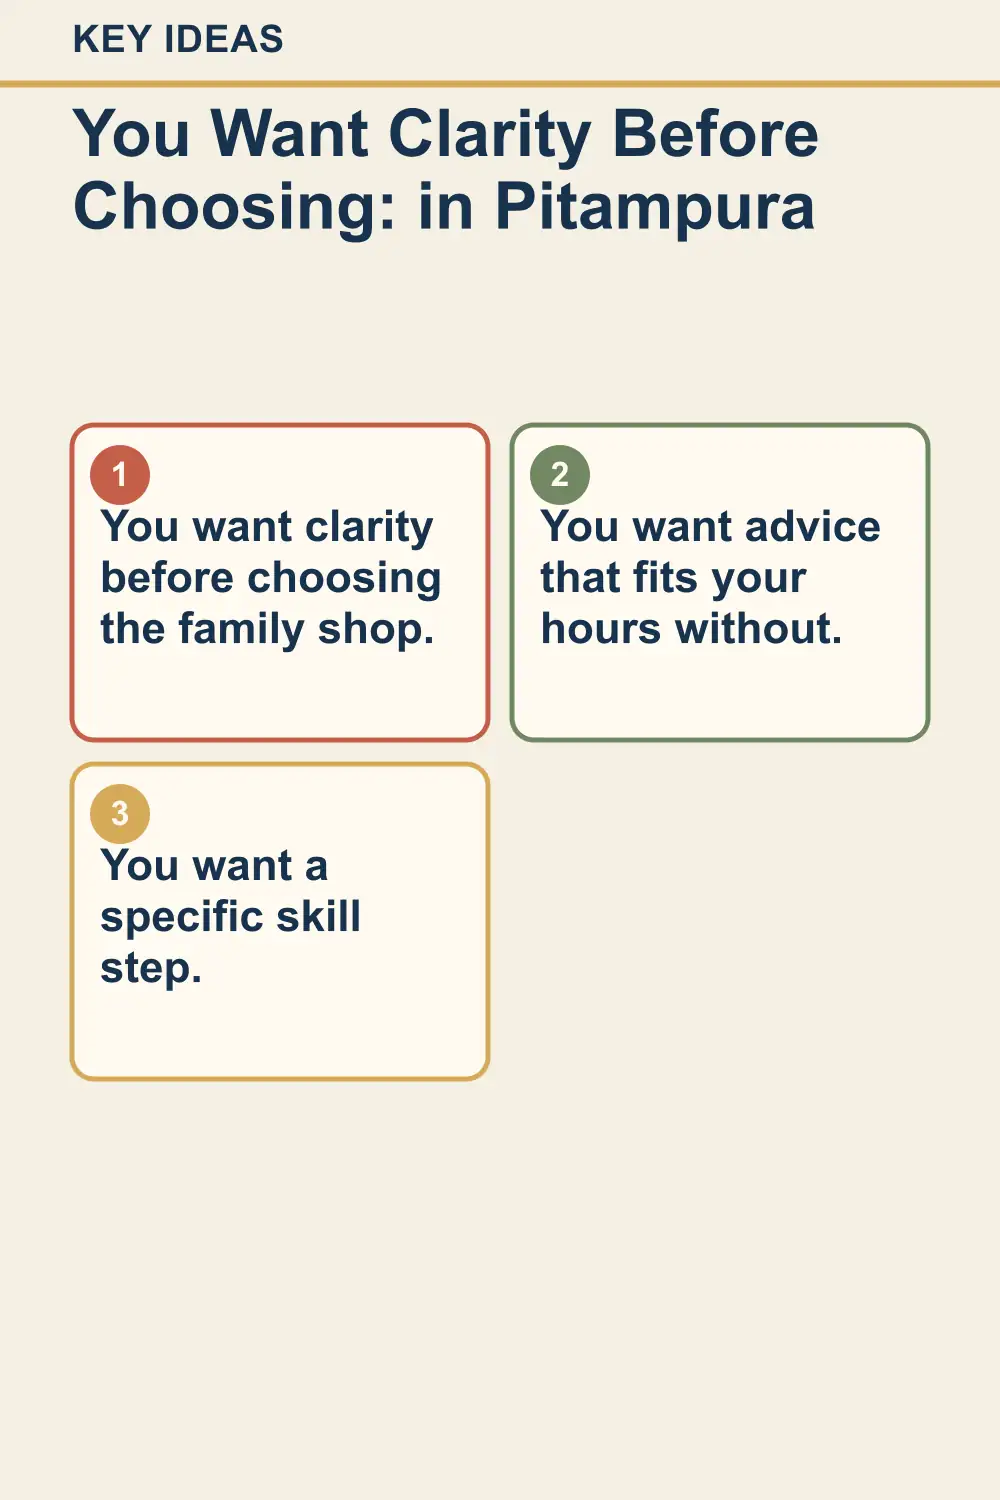 KEY IDEAS
You Want Clarity Before
Choosing: in Pitampura
1
You want clarity
before choosing
the family shop.
2
You want advice
that fits your
hours without.
3
You want a
specific skill
step.